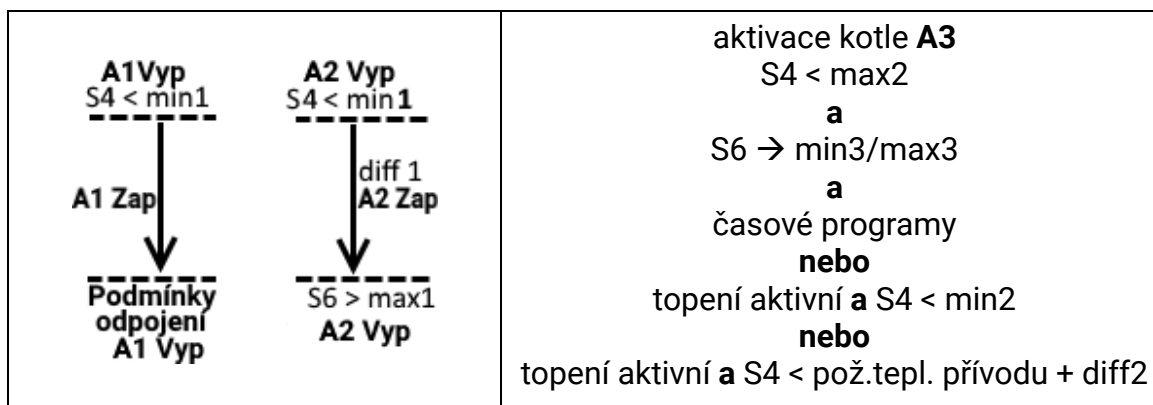 A1Vyp
S4 < min1
A1 Zap
Podmínky
odpojení
A1 Vyp
A2 Vyp
S4 < min1
diff 1
A2 Zap
S6 > max1
A2 Vyp
aktivace kotle A3
S4 < max2
a
S6 → min3/max3
a
časové programy
nebo
topení aktivní a S4 < min2
nebo
topení aktivní a S4 < pož.tepl. přívodu + diff2